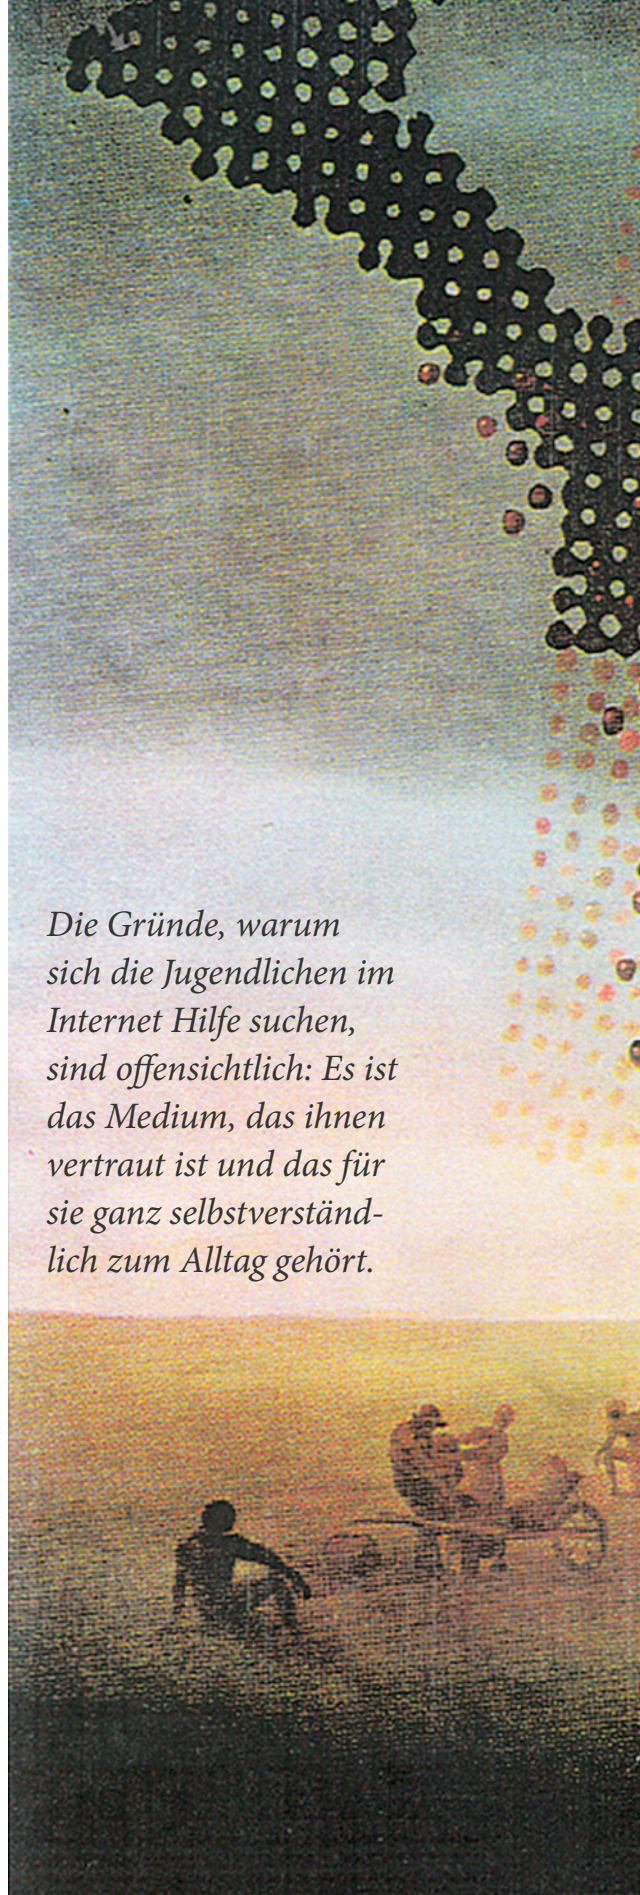 Die Gründe, warum
sich die Jugendlichen im
Internet Hilfe suchen,
sind offensichtlich: Es ist
das Medium, das ihnen
vertraut ist und das für
sie ganz selbstverständ-
lich zum Alltag gehört.